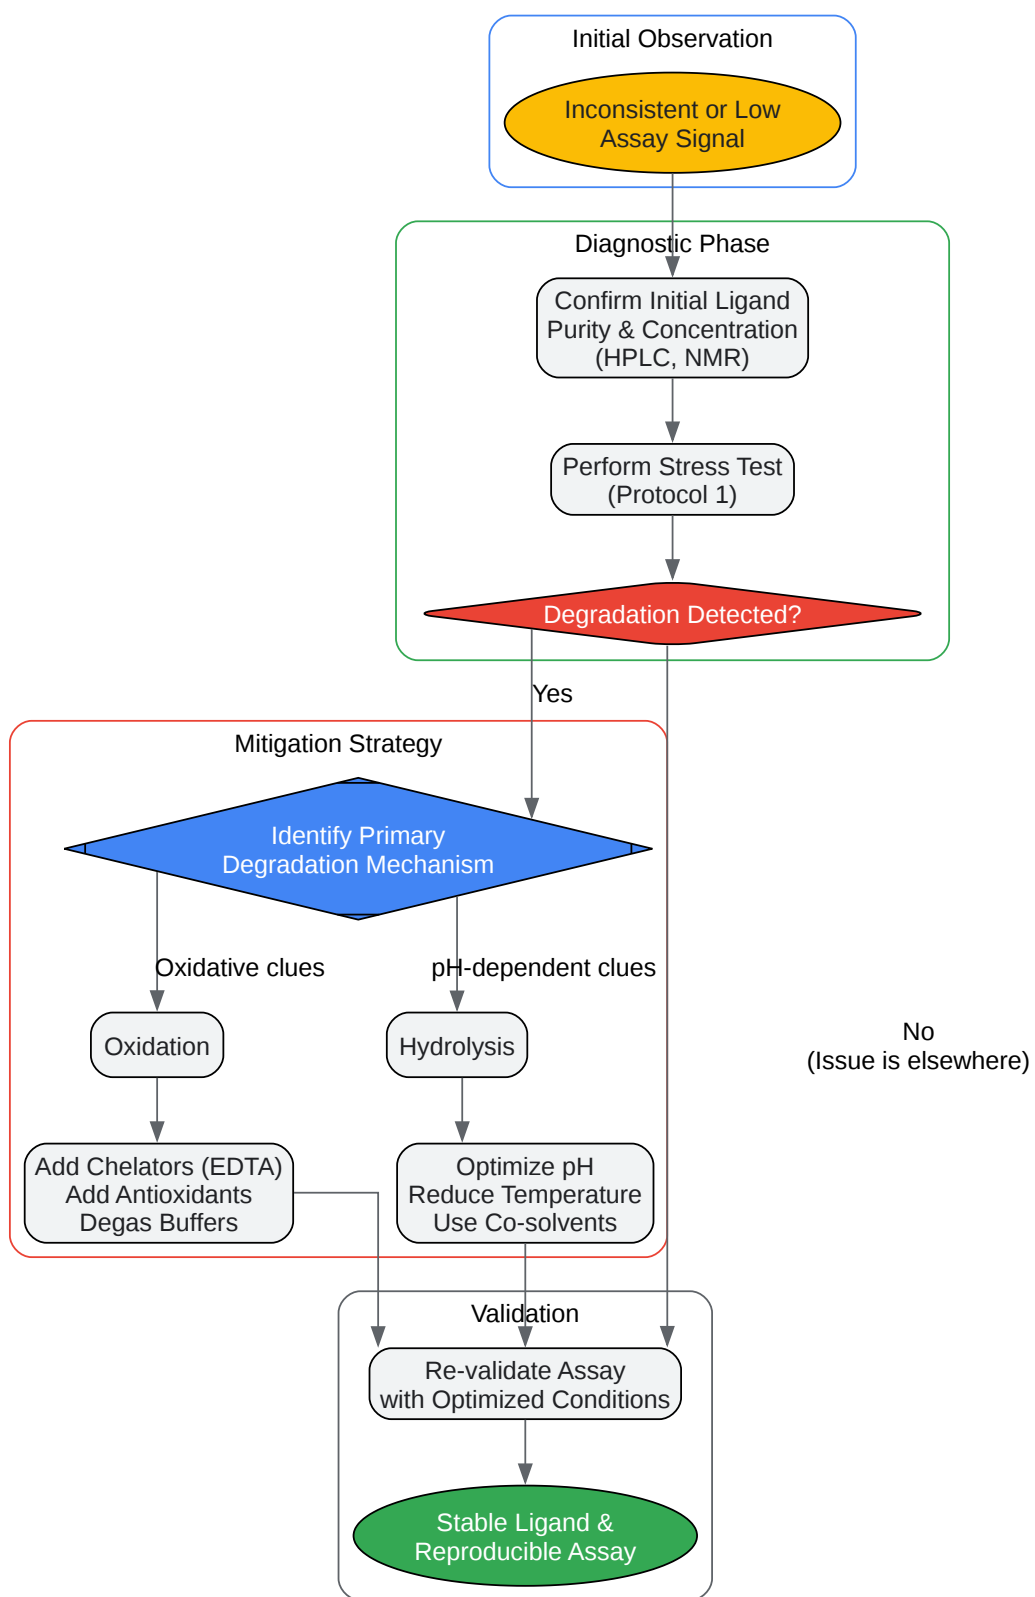 Initial Observation
Inconsistent or Low
Assay Signal
Diagnostic Phase
Confirm Initial Ligand
Purity & Concentration
(HPLC, NMR)
Perform Stress Test
(Protocol 1)
Degradation Detected?
Yes
Mitigation Strategy
Identify Primary
Degradation Mechanism
Oxidative clues
pH-dependent clues
No
(Issue is elsewhere)
Oxidation
Hydrolysis
Add Chelators (EDTA)
Add Antioxidants
Degas Buffers
Optimize pH
Reduce Temperature
Use Co-solvents
Validation
Re-validate Assay
with Optimized Conditions
Stable Ligand &
Reproducible Assay